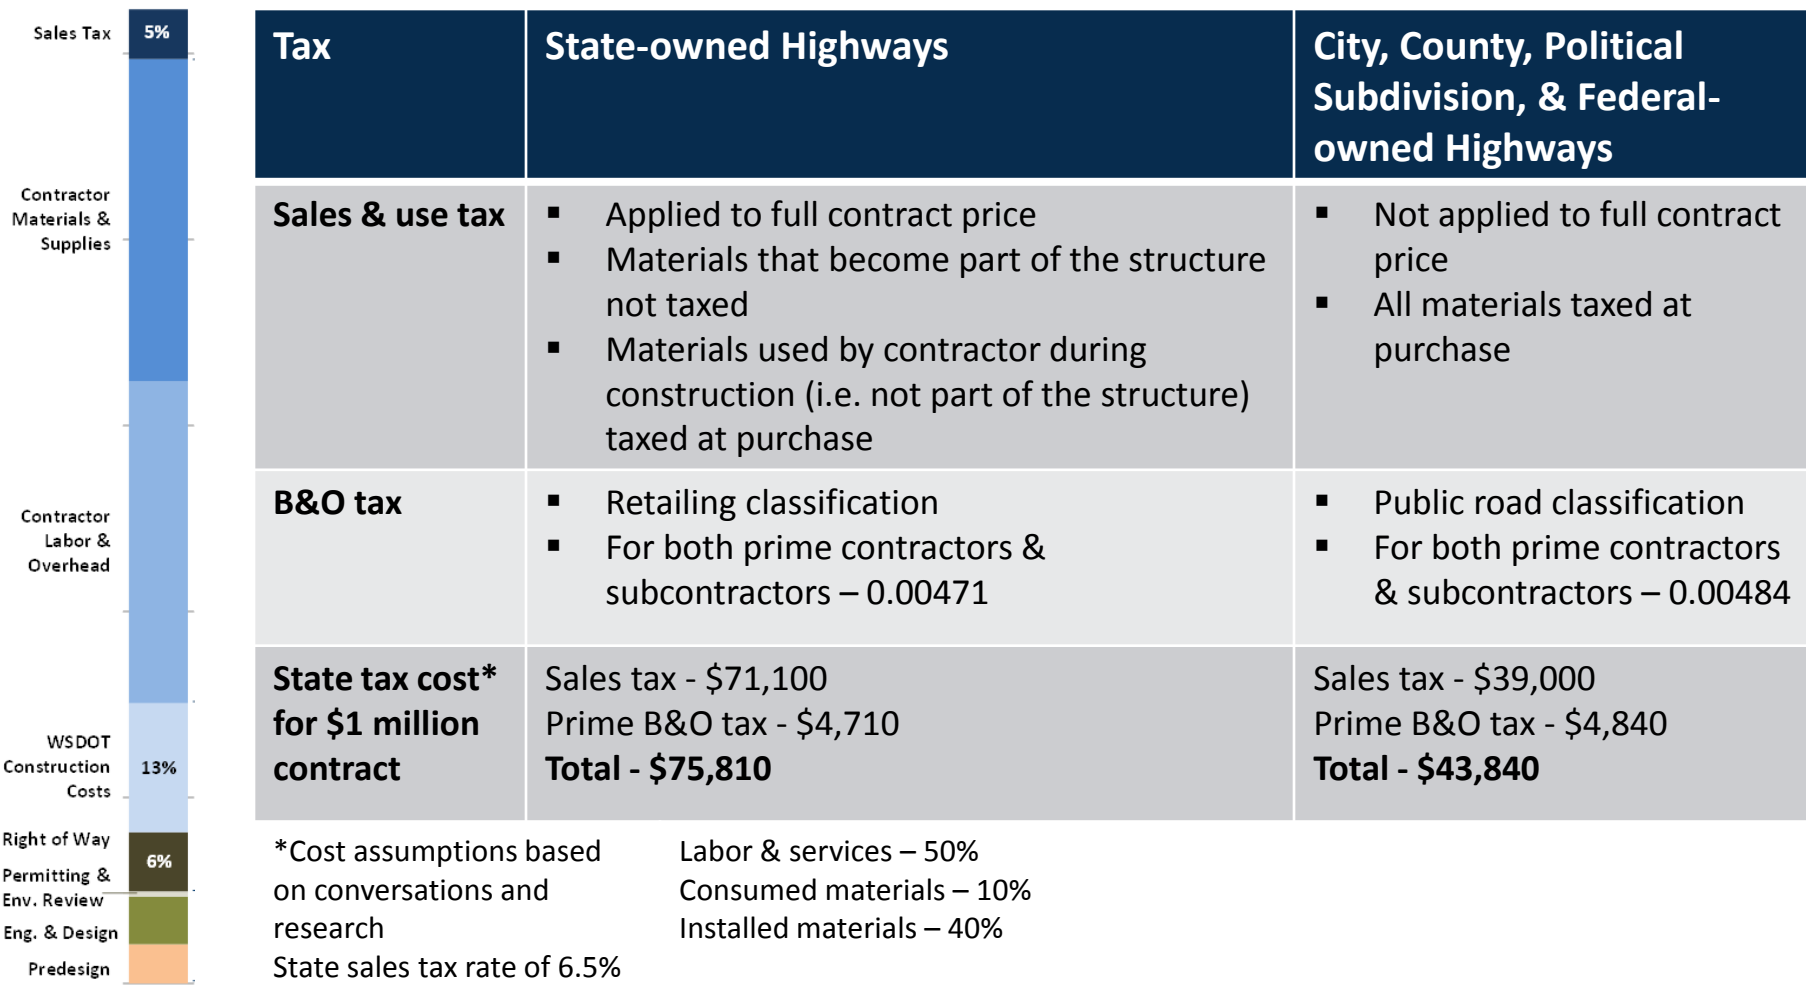 Sales Tax
5%
Contractor
Materials &
Supplies
Contractor
Labor &
Overhead
WSDOT
Construction
Costs
13%
Right of Way
6%
Permitting &
Env. Review
Eng. & Design
Predesign
Tax
State-owned Highways
City, County, Political
Subdivision, & Federal-
owned Highways
Sales & use tax
▪ Applied to full contract price
▪ Materials that become part of the structure
not taxed
▪ Materials used by contractor during
construction (i.e. not part of the structure)
taxed at purchase
▪ Not applied to full contract
price
▪ All materials taxed at
purchase
B&O tax
▪ Retailing classification
▪ For both prime contractors &
subcontractors – 0.00471
▪ Public road classification
▪ For both prime contractors
& subcontractors – 0.00484
State tax cost*
for $1 million
contract
Sales tax - $71,100
Prime B&O tax - $4,710
Total - $75,810
Sales tax - $39,000
Prime B&O tax - $4,840
Total - $43,840
*Cost assumptions based
on conversations and
research
State sales tax rate of 6.5%
Labor & services – 50%
Consumed materials – 10%
Installed materials – 40%